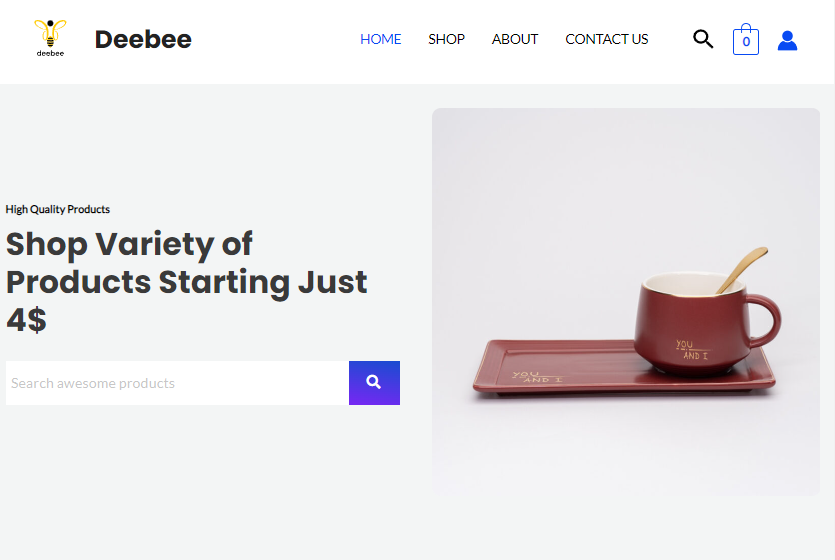 deebee
Deebee
HOME
SHOP
ABOUT
CONTACT US
0
High Quality Products
Shop Variety of
Products Starting Just
4$
Search awesome products
YOU
AND I
YOU
AND I